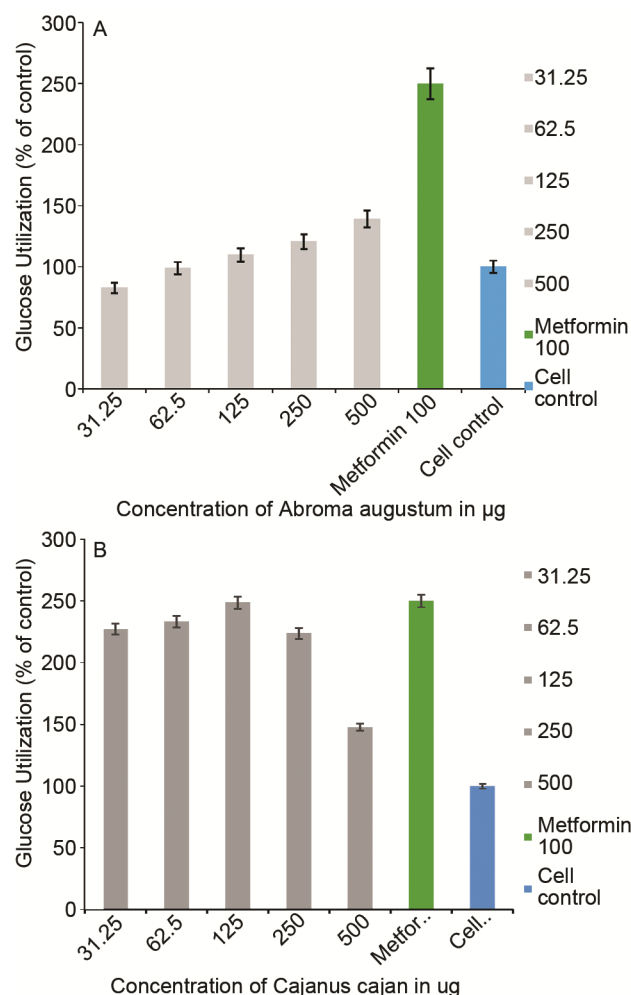 A
Glucose Utilization (% of control)
300
250
200
150
100
50
0
31.25
62.5
125
250
500
Metformin 100
Cell control
Concentration of Abroma augustum in µg
31.25
62.5
125
250
500
Metformin
100
Cell
control
B
Glucose Utilization (% of control)
300
250
200
150
100
50
0
31.25
62.5
125
250
500
Metfor..
Cell..
Concentration of Cajanus cajan in ug
31.25
62.5
125
250
500
Metformin
100
Cell
control